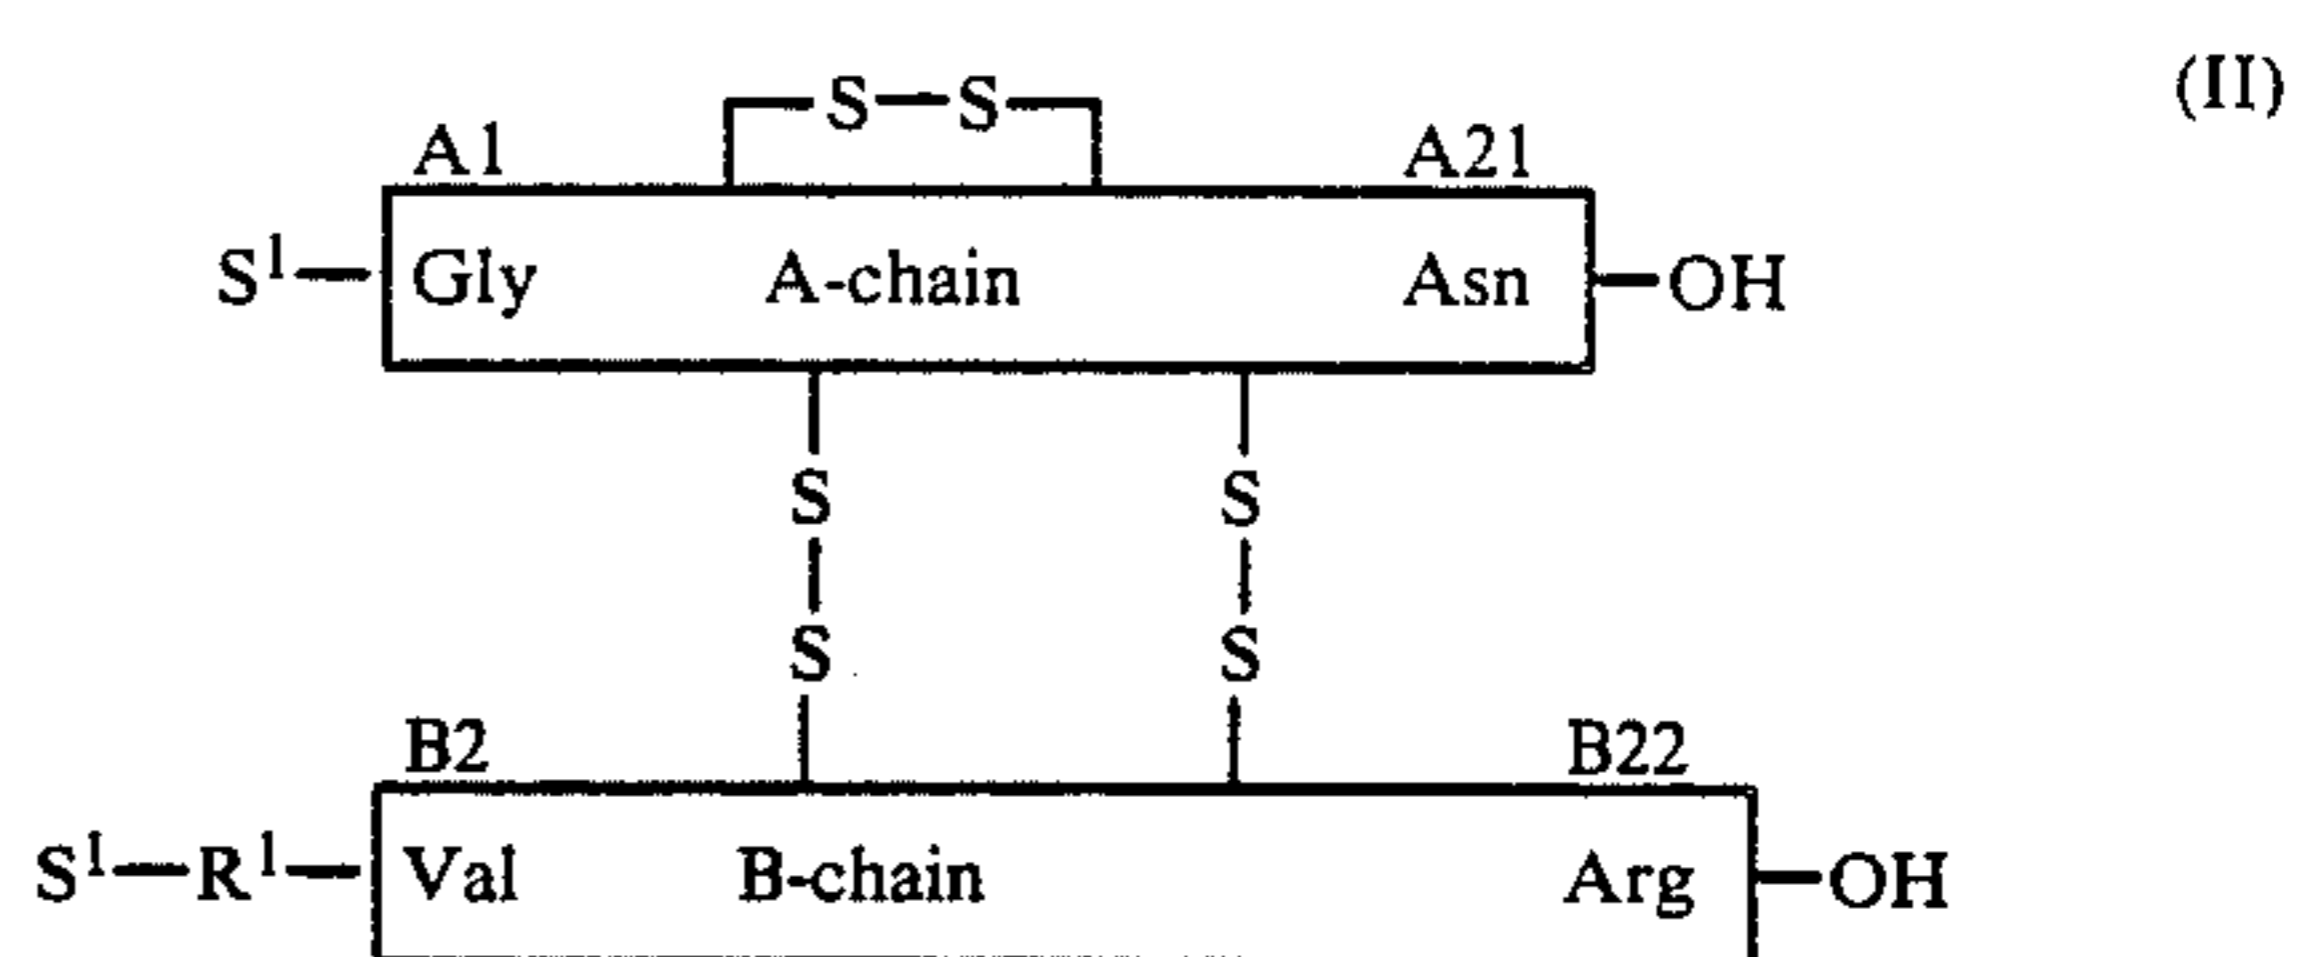 (II)
S—S
A1 A21
S¹—Gly A-chain Asn—OH
S S
S S
B2 B22
S¹—R¹—Val B-chain Arg—OH